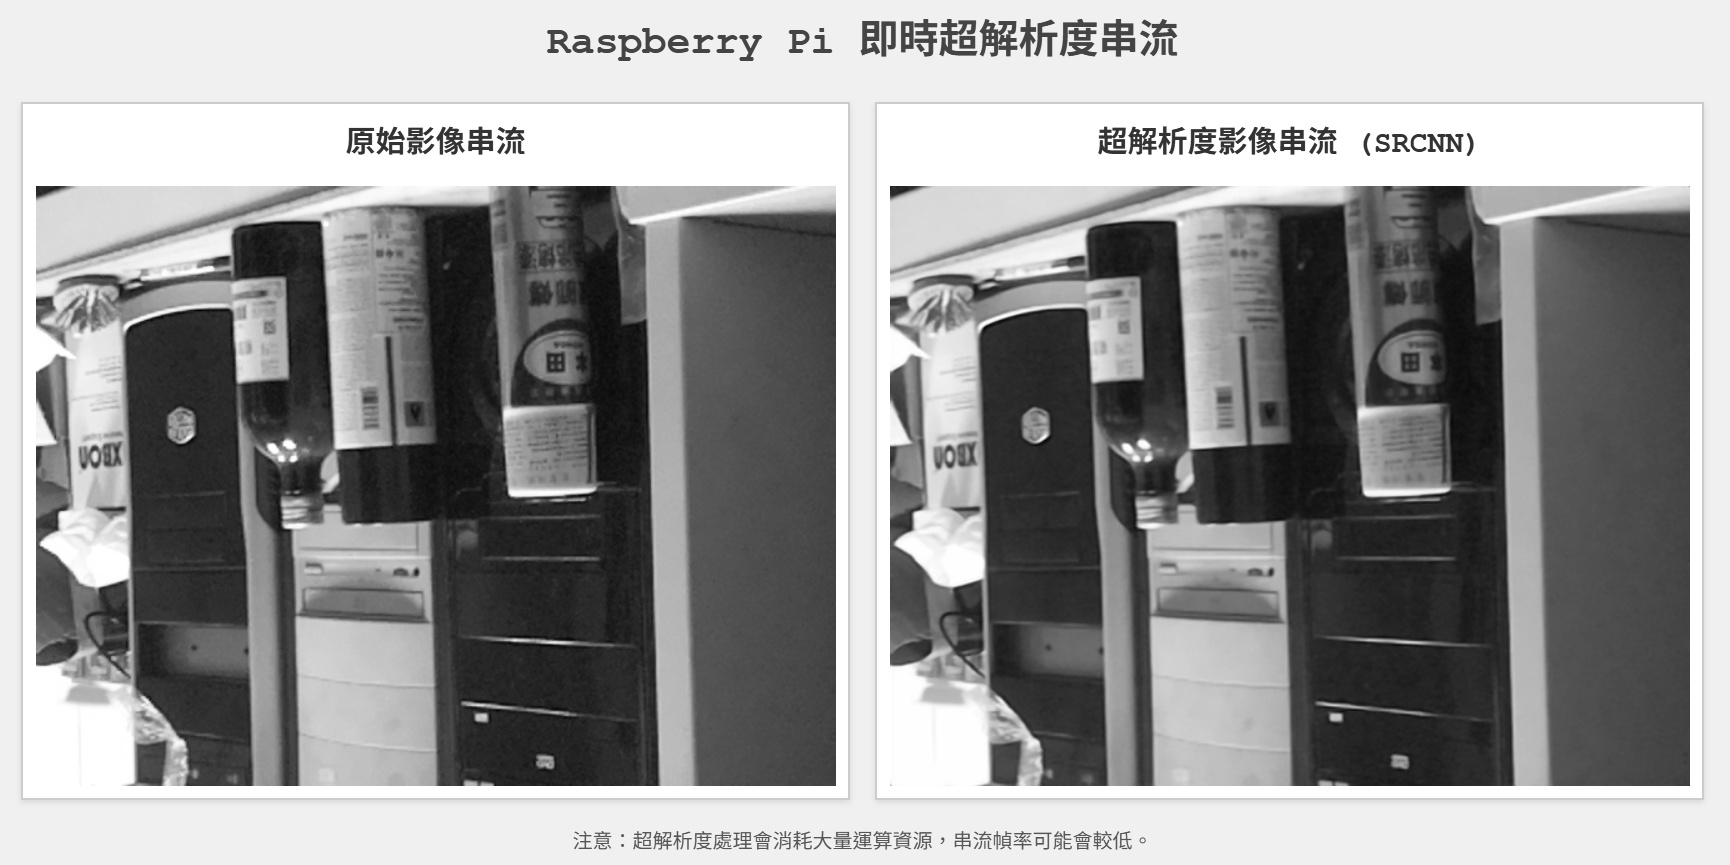 Raspberry Pi 即時超解析度串流
原始影像串流
超解析度影像串流 (SRCNN)
XBOX
XBOX
注意：超解析度處理會消耗大量運算資源，串流幀率可能會較低。